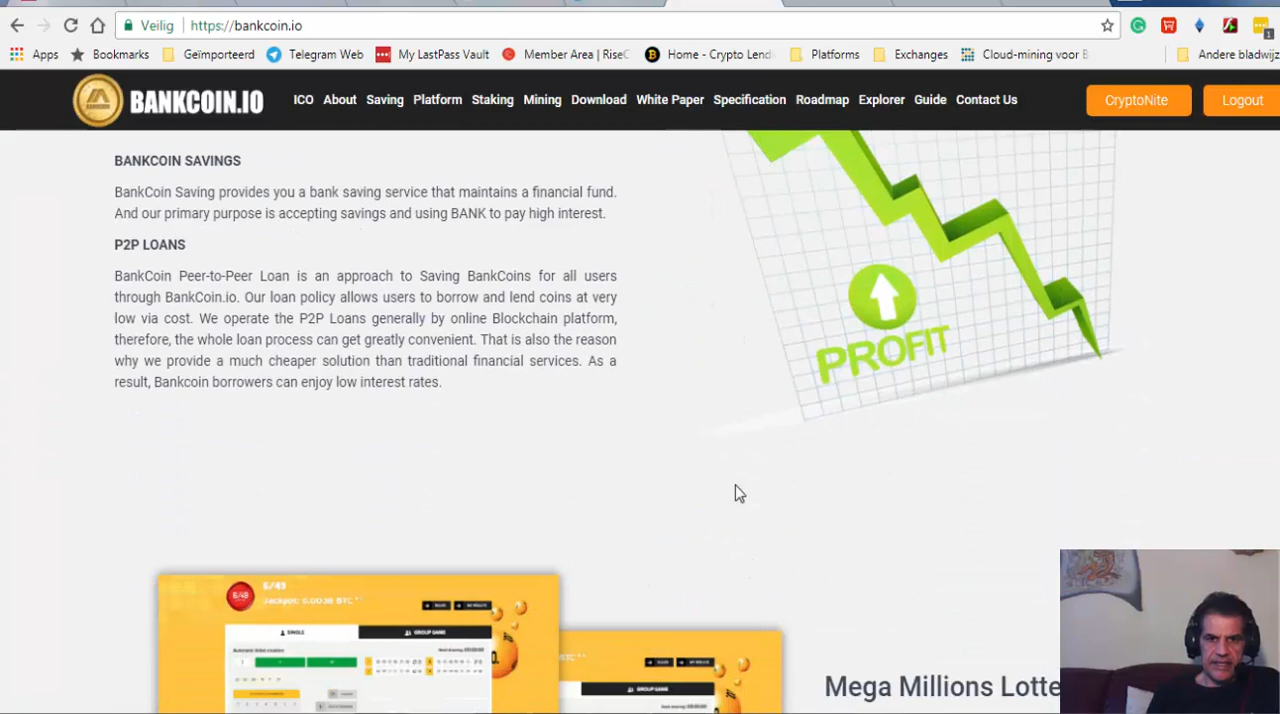 Veilig
https://bankcoin.io
1
Apps
Bookmarks
Geïmporteerd
Telegram Web
My LastPass Vault
Member Area | RiseC
Home - Crypto Lend
Platforms
Exchanges
Cloud-mining voor B
Andere bladwijz
BANKCOIN.IO
ICO
About
Saving
Platform
Staking
Mining
Download
White Paper
Specification
Roadmap
Explorer
Guide
Contact Us
CryptoNite
Logout
BANKCOIN SAVINGS
BankCoin Saving provides you a bank saving service that maintains a financial fund.
And our primary purpose is accepting savings and using BANK to pay high interest.
P2P LOANS
BankCoin Peer-to-Peer Loan is an approach to Saving BankCoins for all users
through BankCoin.io. Our loan policy allows users to borrow and lend coins at very
low via cost. We operate the P2P Loans generally by online Blockchain platform,
therefore, the whole loan process can get greatly convenient. That is also the reason
why we provide a much cheaper solution than traditional financial services. As a
result, Bankcoin borrowers can enjoy low interest rates.
PROFIT
6/49
6/49
SINGLE
GROUP GAME
GROUP GAME
Mega Millions Lotte